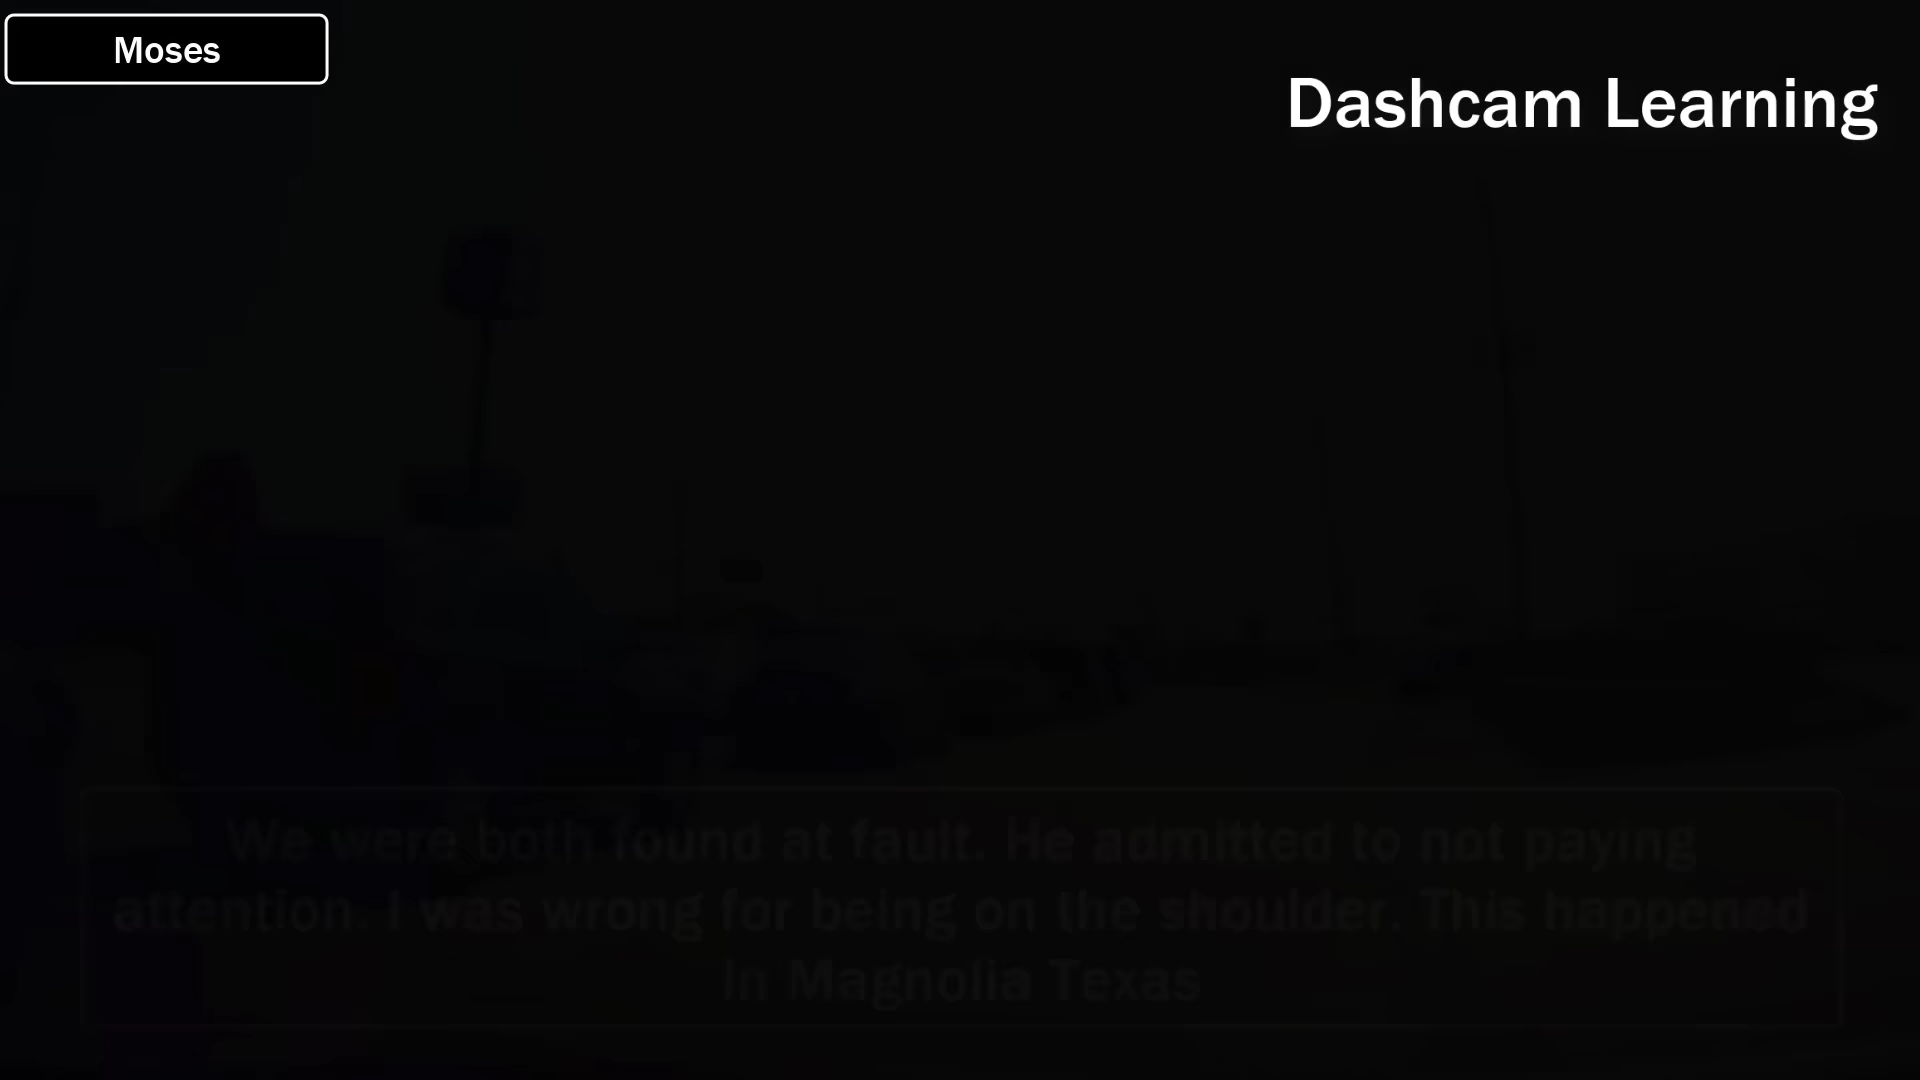 Moses
Dashcam Learning
We were both found at fault. He admitted to not paying
attention. I was wrong for being on the shoulder. This happened
in Magnolia Texas